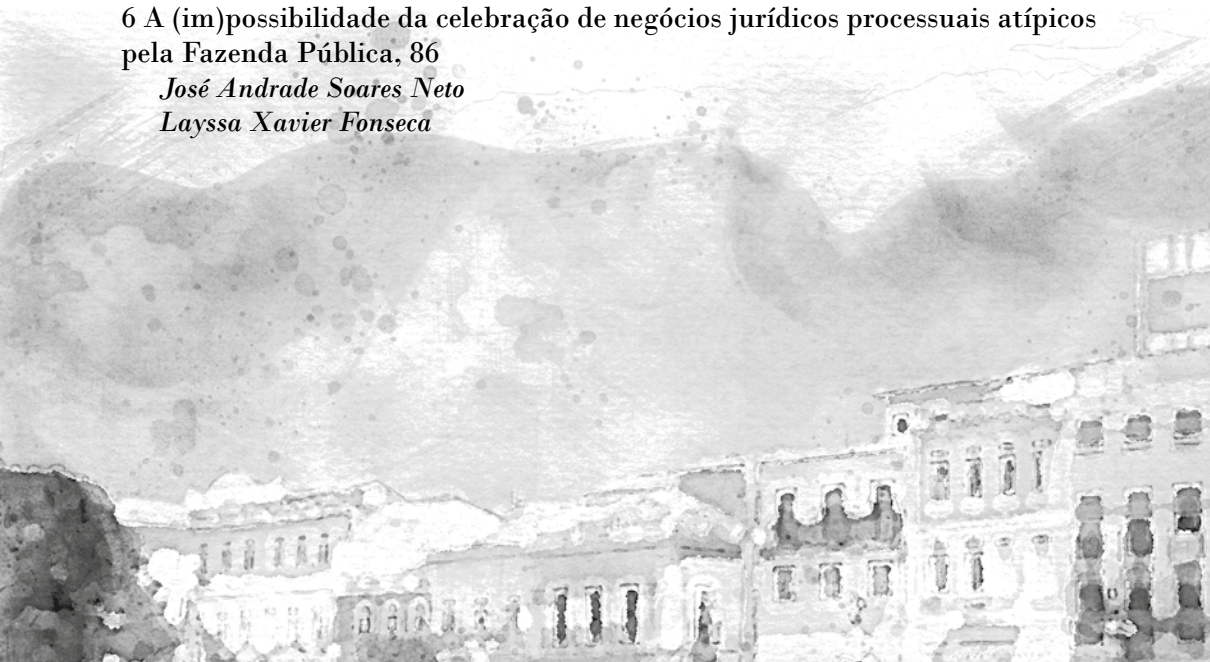 6 A (im)possibilidade da celebração de negócios jurídicos processuais atípicos
pela Fazenda Pública, 86
José Andrade Soares Neto
Layssa Xavier Fonseca